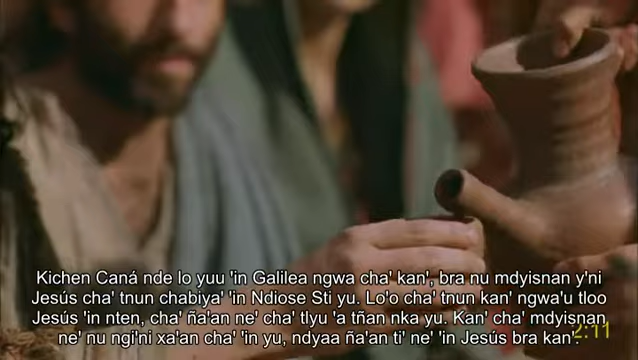 Kichen Caná nde lo yuu 'in Galilea ngwa cha' kan', bra nu mdyisnan y'ni
Jesús cha' tnun chabiya' 'in Ndiose Sti yu. Lo'o cha' tnun kan' ngwa'u tloo
Jesús 'in nten, cha' ña'an ne' cha' tlyu 'a tñan nka yu. Kan' cha' mdyisnan
ne' nu ngi'ni xa'an cha' 'in yu, ndyaa ña'an ti' ne' 'in Jesús bra kan'.
2:11